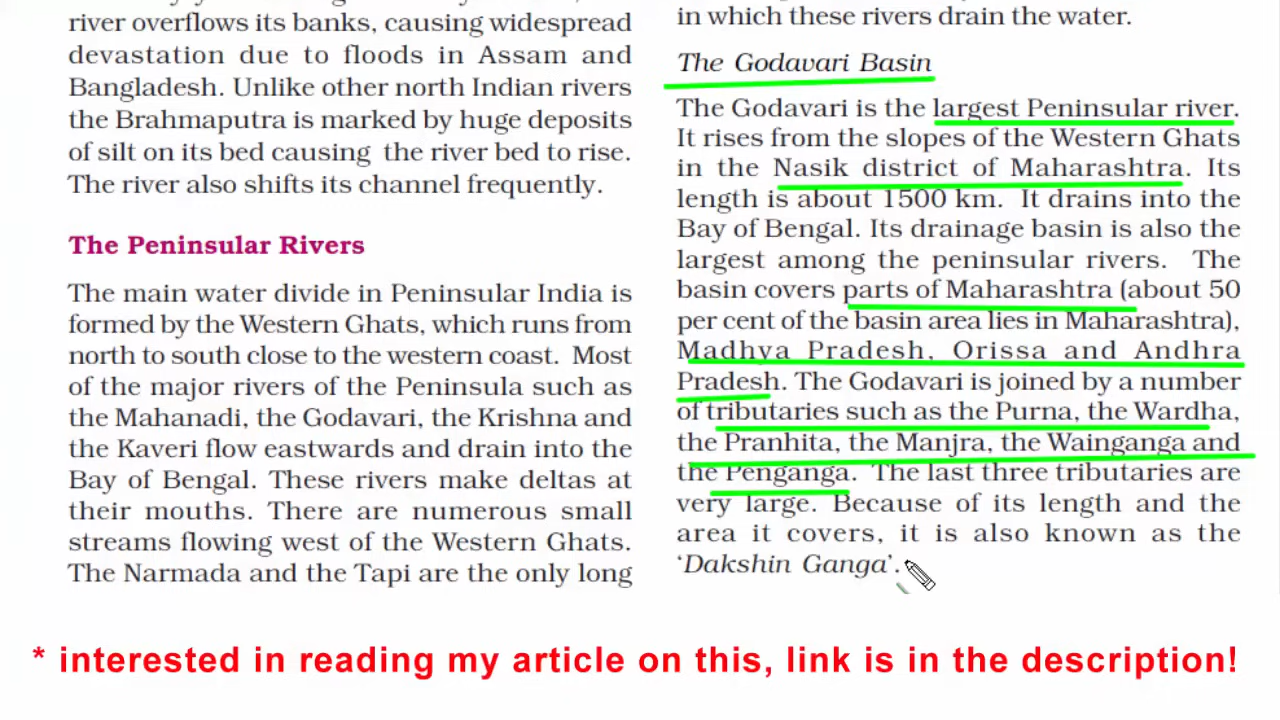 river overflows its banks, causing widespread
devastation due to floods in Assam and
Bangladesh. Unlike other north Indian rivers
the Brahmaputra is marked by huge deposits
of silt on its bed causing the river bed to rise.
The river also shifts its channel frequently.
The Peninsular Rivers
The main water divide in Peninsular India is
formed by the Western Ghats, which runs from
north to south close to the western coast. Most
of the major rivers of the Peninsula such as
the Mahanadi, the Godavari, the Krishna and
the Kaveri flow eastwards and drain into the
Bay of Bengal. These rivers make deltas at
their mouths. There are numerous small
streams flowing west of the Western Ghats.
The Narmada and the Tapi are the only long
in which these rivers drain the water.
The Godavari Basin
The Godavari is the largest Peninsular river.
It rises from the slopes of the Western Ghats
in the Nasik district of Maharashtra. Its
length is about 1500 km. It drains into the
Bay of Bengal. Its drainage basin is also the
largest among the peninsular rivers. The
basin covers parts of Maharashtra (about 50
per cent of the basin area lies in Maharashtra),
Madhya Pradesh, Orissa and Andhra
Pradesh. The Godavari is joined by a number
of tributaries such as the Purna, the Wardha,
the Pranhita, the Manjra, the Wainganga and
the Penganga. The last three tributaries are
very large. Because of its length and the
area it covers, it is also known as the
‘Dakshin Ganga’.
* interested in reading my article on this, link is in the description!